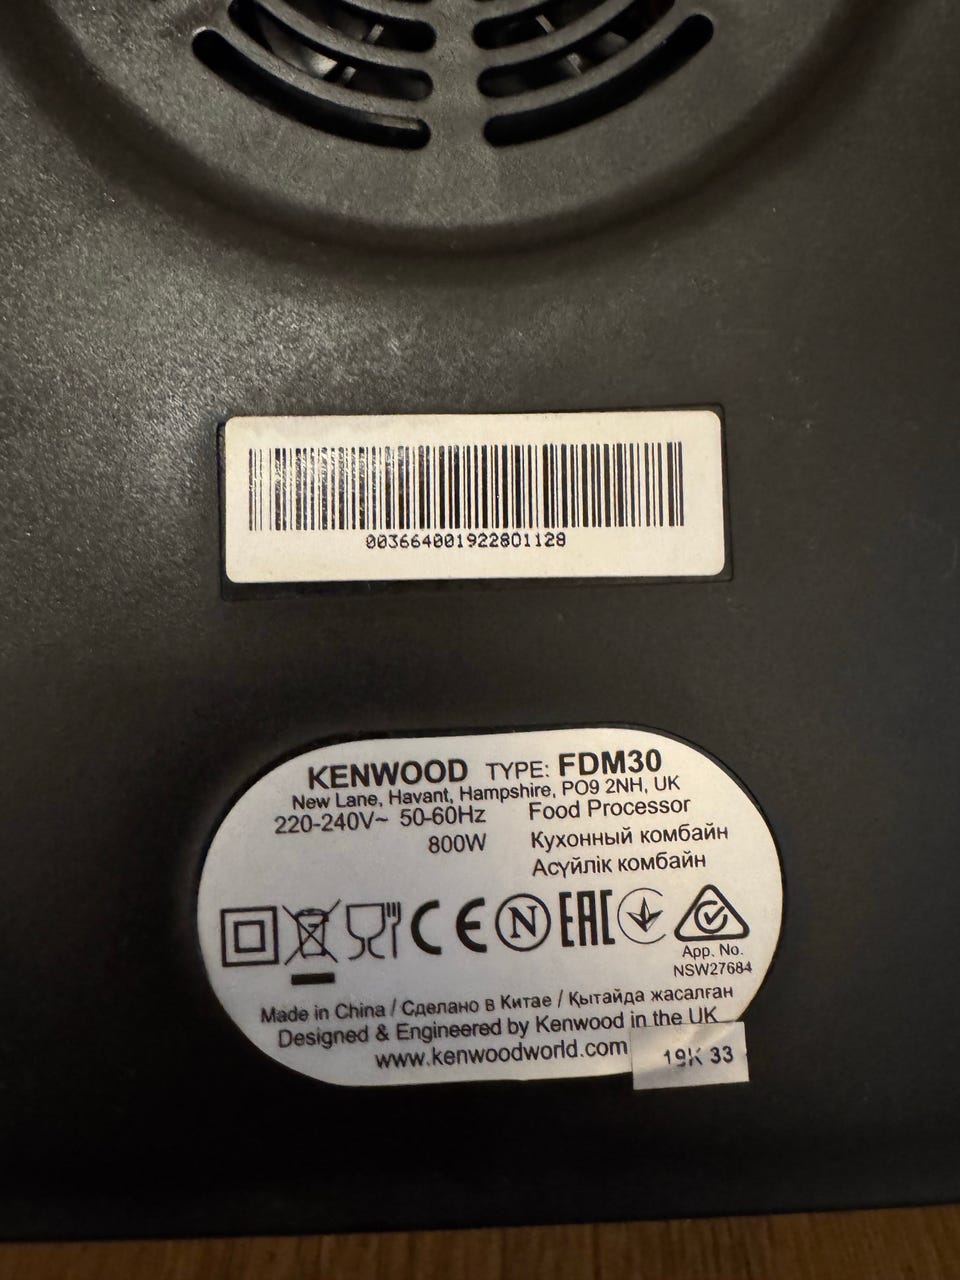 003664001922801128
KENWOOD TYPE: FDM30
New Lane, Havant, Hampshire, PO9 2NH, UK
220-240V~ 50-60Hz Food Processor
800W Кухонный комбайн
Асүйлік комбайн
CE N EAC
App. No.
NSW27684
Made in China / Сделано в Китае / Қытайда жасалған
Designed & Engineered by Kenwood in the UK
www.kenwoodworld.com
19K 33